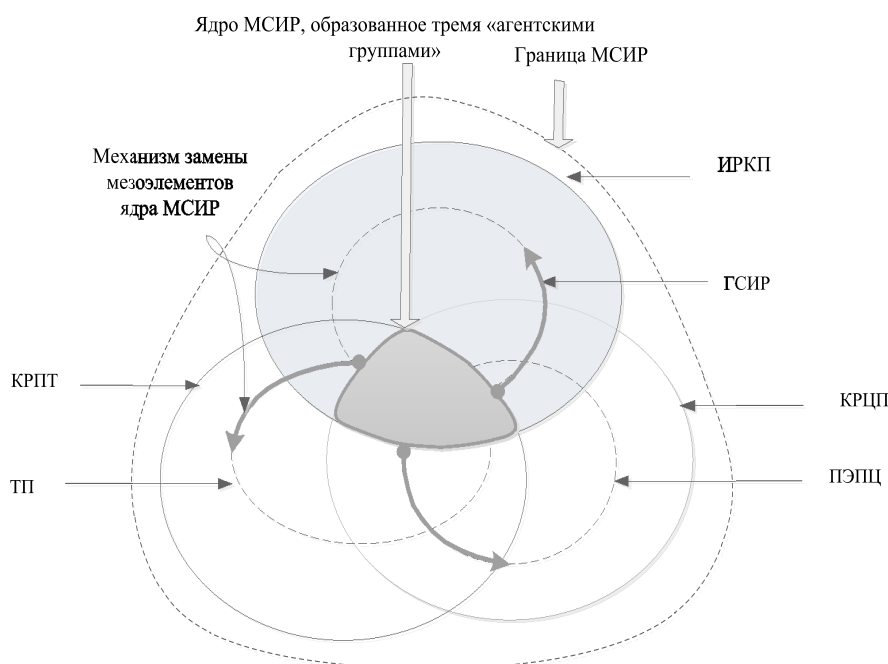 Ядро МСИР, образованное тремя «агентскими
группами»
Граница МСИР
Механизм замены
мезоэлементов
ядра МСИР
ИРКП
ГСИР
КРПТ
КРЦП
ТП
ПЭПЦ